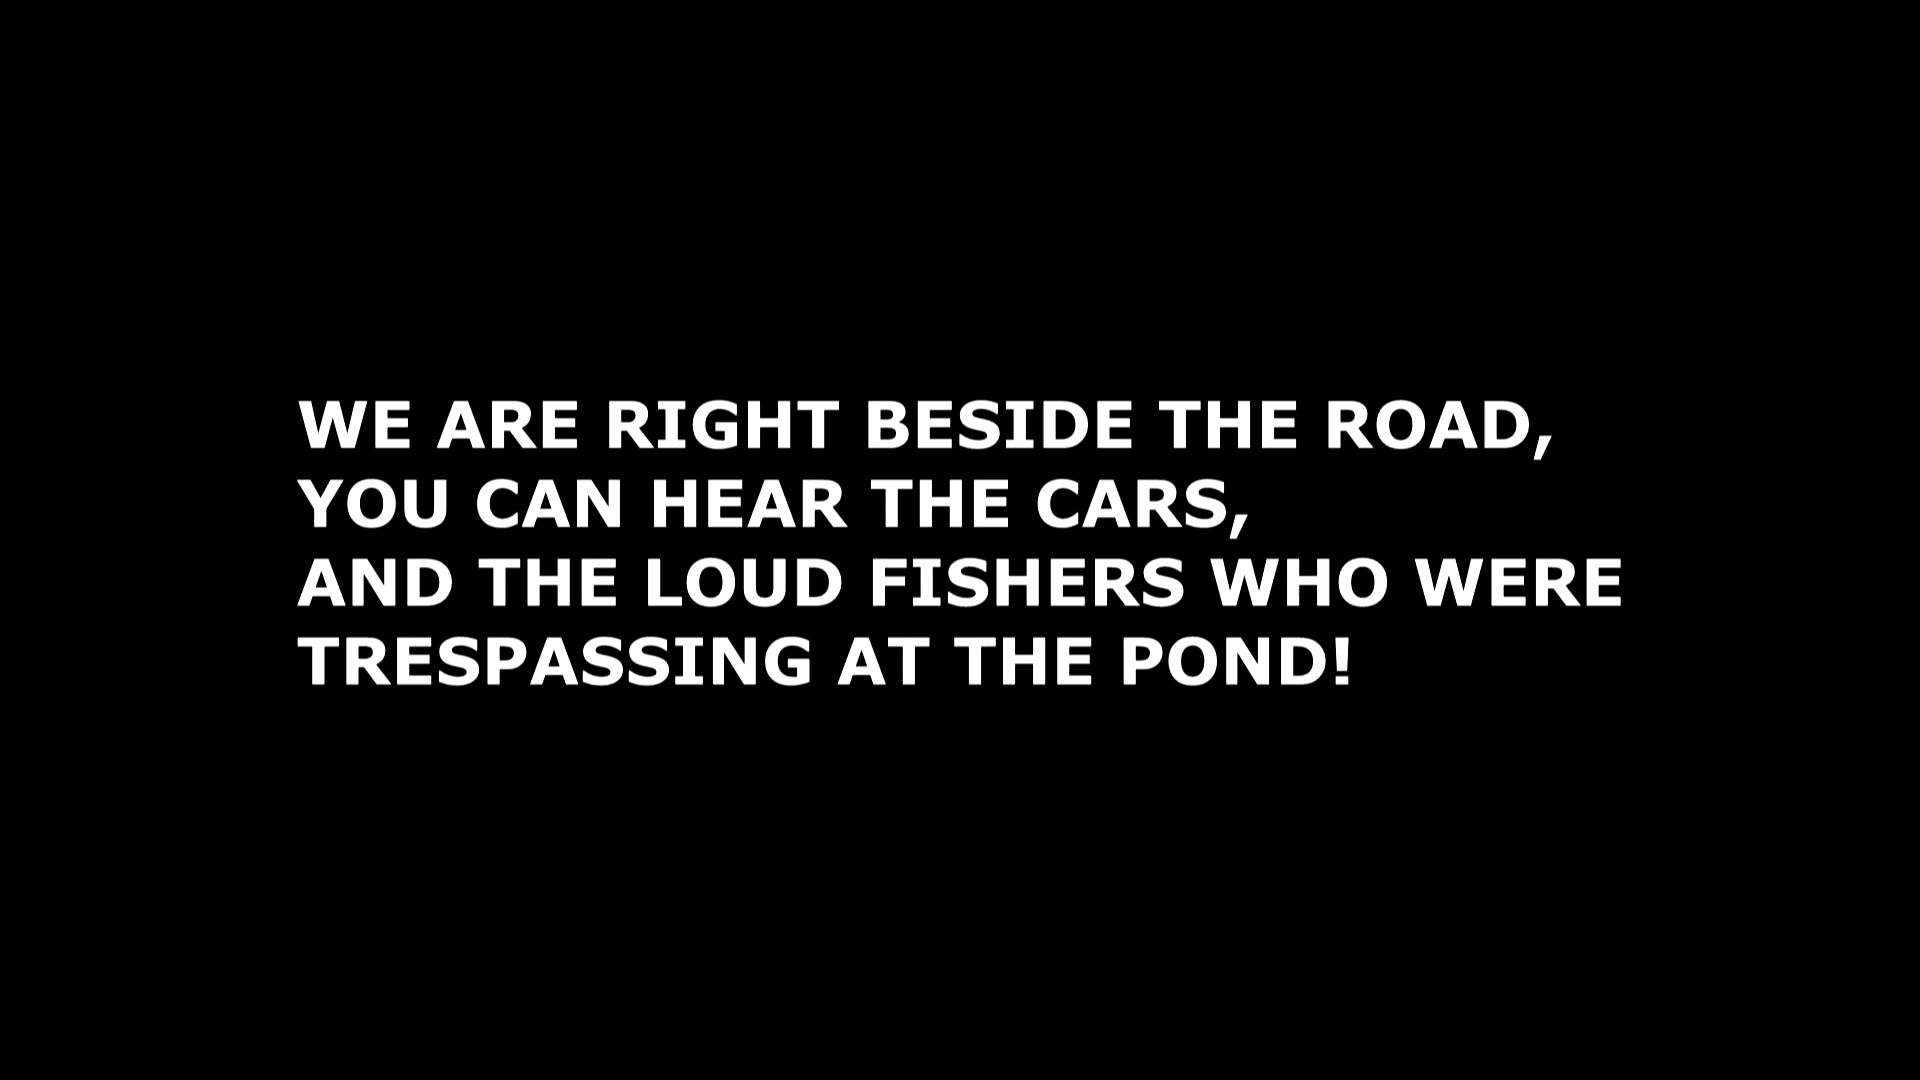 WE ARE RIGHT BESIDE THE ROAD,
YOU CAN HEAR THE CARS,
AND THE LOUD FISHERS WHO WERE
TRESPASSING AT THE POND!